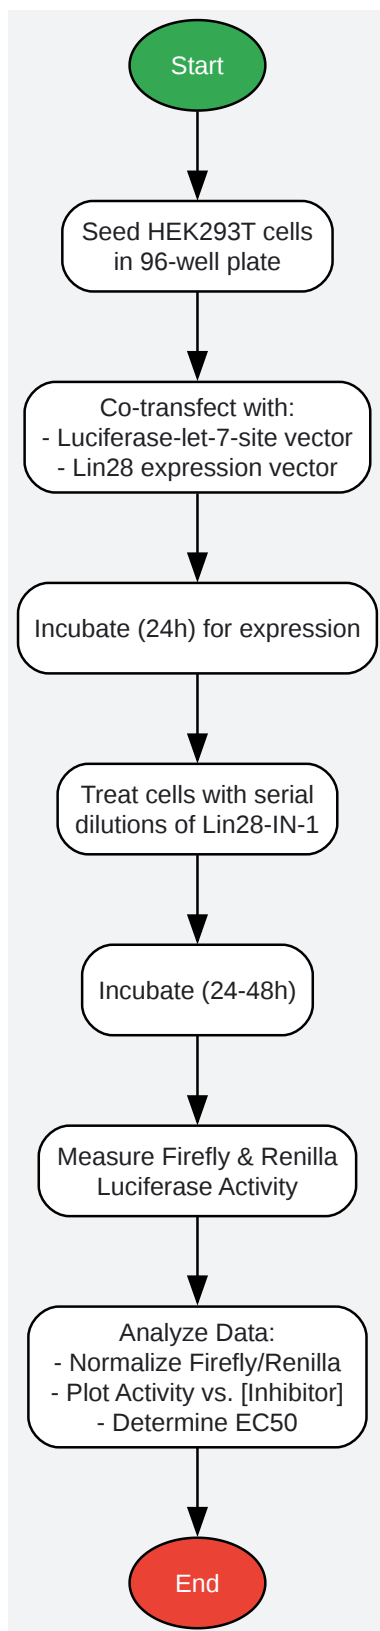 Start
Seed HEK293T cells
in 96-well plate
Co-transfect with:
- Luciferase-let-7-site vector
- Lin28 expression vector
Incubate (24h) for expression
Treat cells with serial
dilutions of Lin28-IN-1
Incubate (24-48h)
Measure Firefly & Renilla
Luciferase Activity
Analyze Data:
- Normalize Firefly/Renilla
- Plot Activity vs. [Inhibitor]
- Determine EC50
End